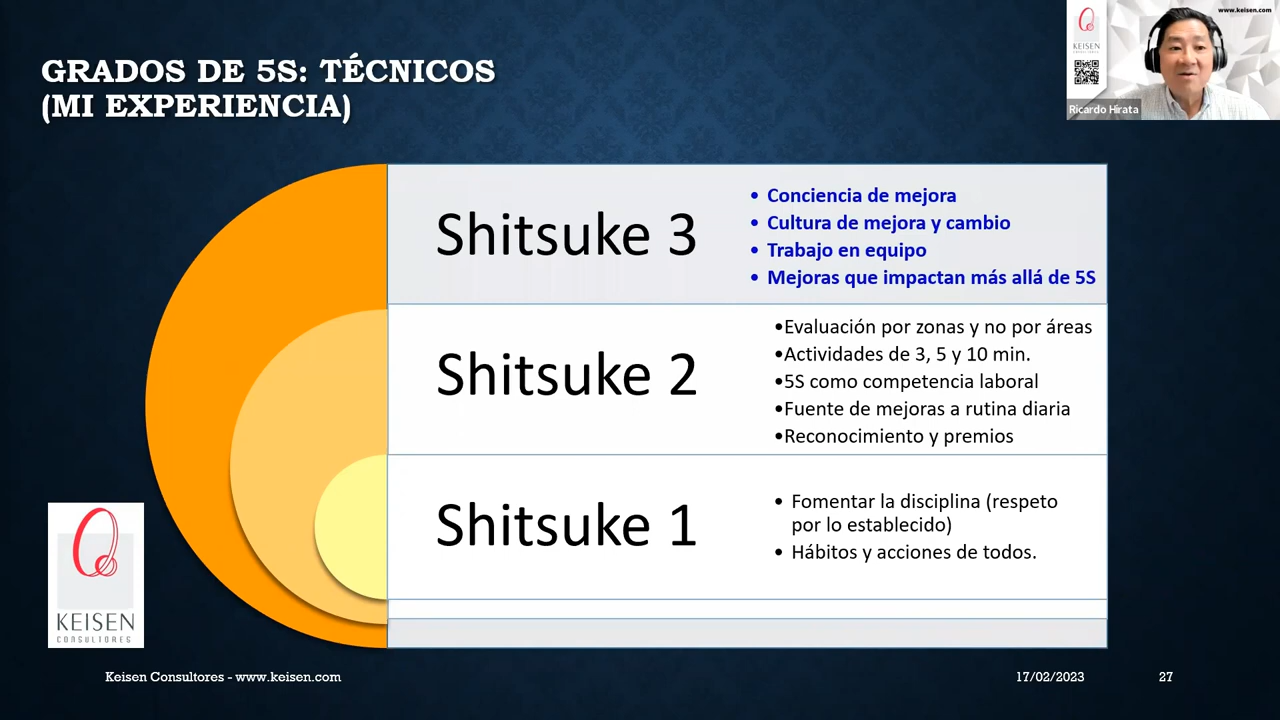 GRADOS DE 5S: TÉCNICOS
(MI EXPERIENCIA)
www.keisen.com
KEISEN
Ricardo Hirata
Shitsuke 3
• Conciencia de mejora
• Cultura de mejora y cambio
• Trabajo en equipo
• Mejoras que impactan más allá de 5S
Shitsuke 2
•Evaluación por zonas y no por áreas
•Actividades de 3, 5 y 10 min.
•5S como competencia laboral
•Fuente de mejoras a rutina diaria
•Reconocimiento y premios
Shitsuke 1
• Fomentar la disciplina (respeto
por lo establecido)
• Hábitos y acciones de todos.
KEISEN
CONSULTORES
Keisen Consultores - www.keisen.com
17/02/2023
27